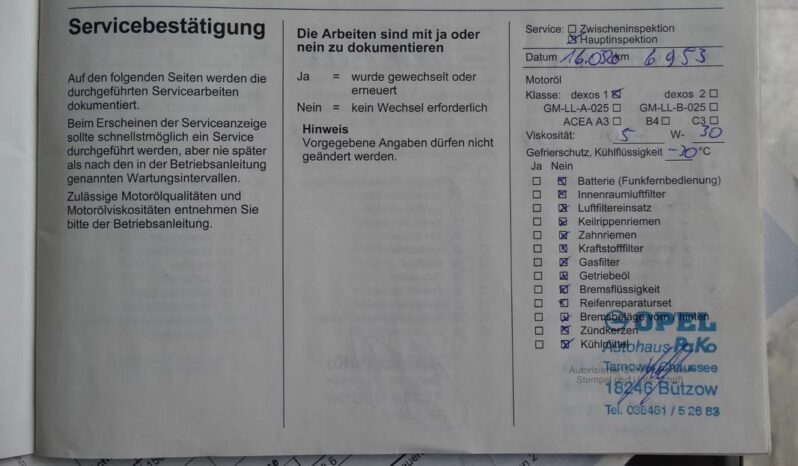 Servicebestätigung
Auf den folgenden Seiten werden die
durchgeführten Servicearbeiten
dokumentiert.
Beim Erscheinen der Serviceanzeige
sollte schnellstmöglich ein Service
durchgeführt werden, aber nie später
als nach den in der Betriebsanleitung
genannten Wartungsintervallen.
Zulässige Motorölqualitäten und
Motorölviskositäten entnehmen Sie
bitte der Betriebsanleitung.
Die Arbeiten sind mit ja oder
nein zu dokumentieren
Ja = wurde gewechselt oder
erneuert
Nein = kein Wechsel erforderlich
Hinweis
Vorgegebene Angaben dürfen nicht
geändert werden.
Service: ☐ Zwischeninspektion
☒ Hauptinspektion
Datum km 6953
Motoröl
Klasse: dexos 1 ☒ dexos 2 ☐
GM-LL-A-025 ☐ GM-LL-B-025 ☐
ACEA A3 ☐ B4 ☐ C3 ☐
Viskosität: 5 W- 30
Gefrierschutz, Kühlflüssigkeit -30 °C
Ja Nein
☐ ☒ Batterie (Funkfernbedienung)
☐ ☒ Innenraumluftfilter
☐ ☒ Luftfiltereinsatz
☐ ☒ Keilrippenriemen
☐ ☒ Zahnriemen
☐ ☒ Kraftstofffilter
☐ ☒ Gasfilter
☐ ☒ Getriebeöl
☐ ☒ Bremsflüssigkeit
☐ ☒ Reifenreparaturset
☐ ☒ Bremsbeläge vorn / hinten
☐ ☒ Zündkerzen
☐ ☒ Kühlmittel
OPEL
Autohaus PaKo
Tarnower Chaussee
18246 Bützow
Tel. 038461 / 5 26 83